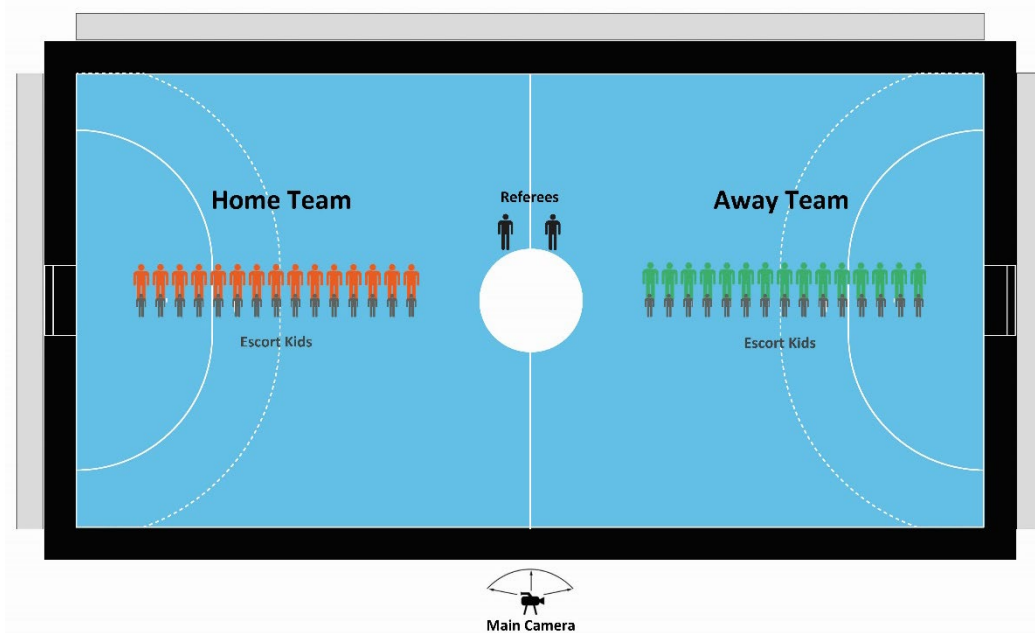 Home Team
Referees
Away Team
Escort Kids
Escort Kids
Main Camera